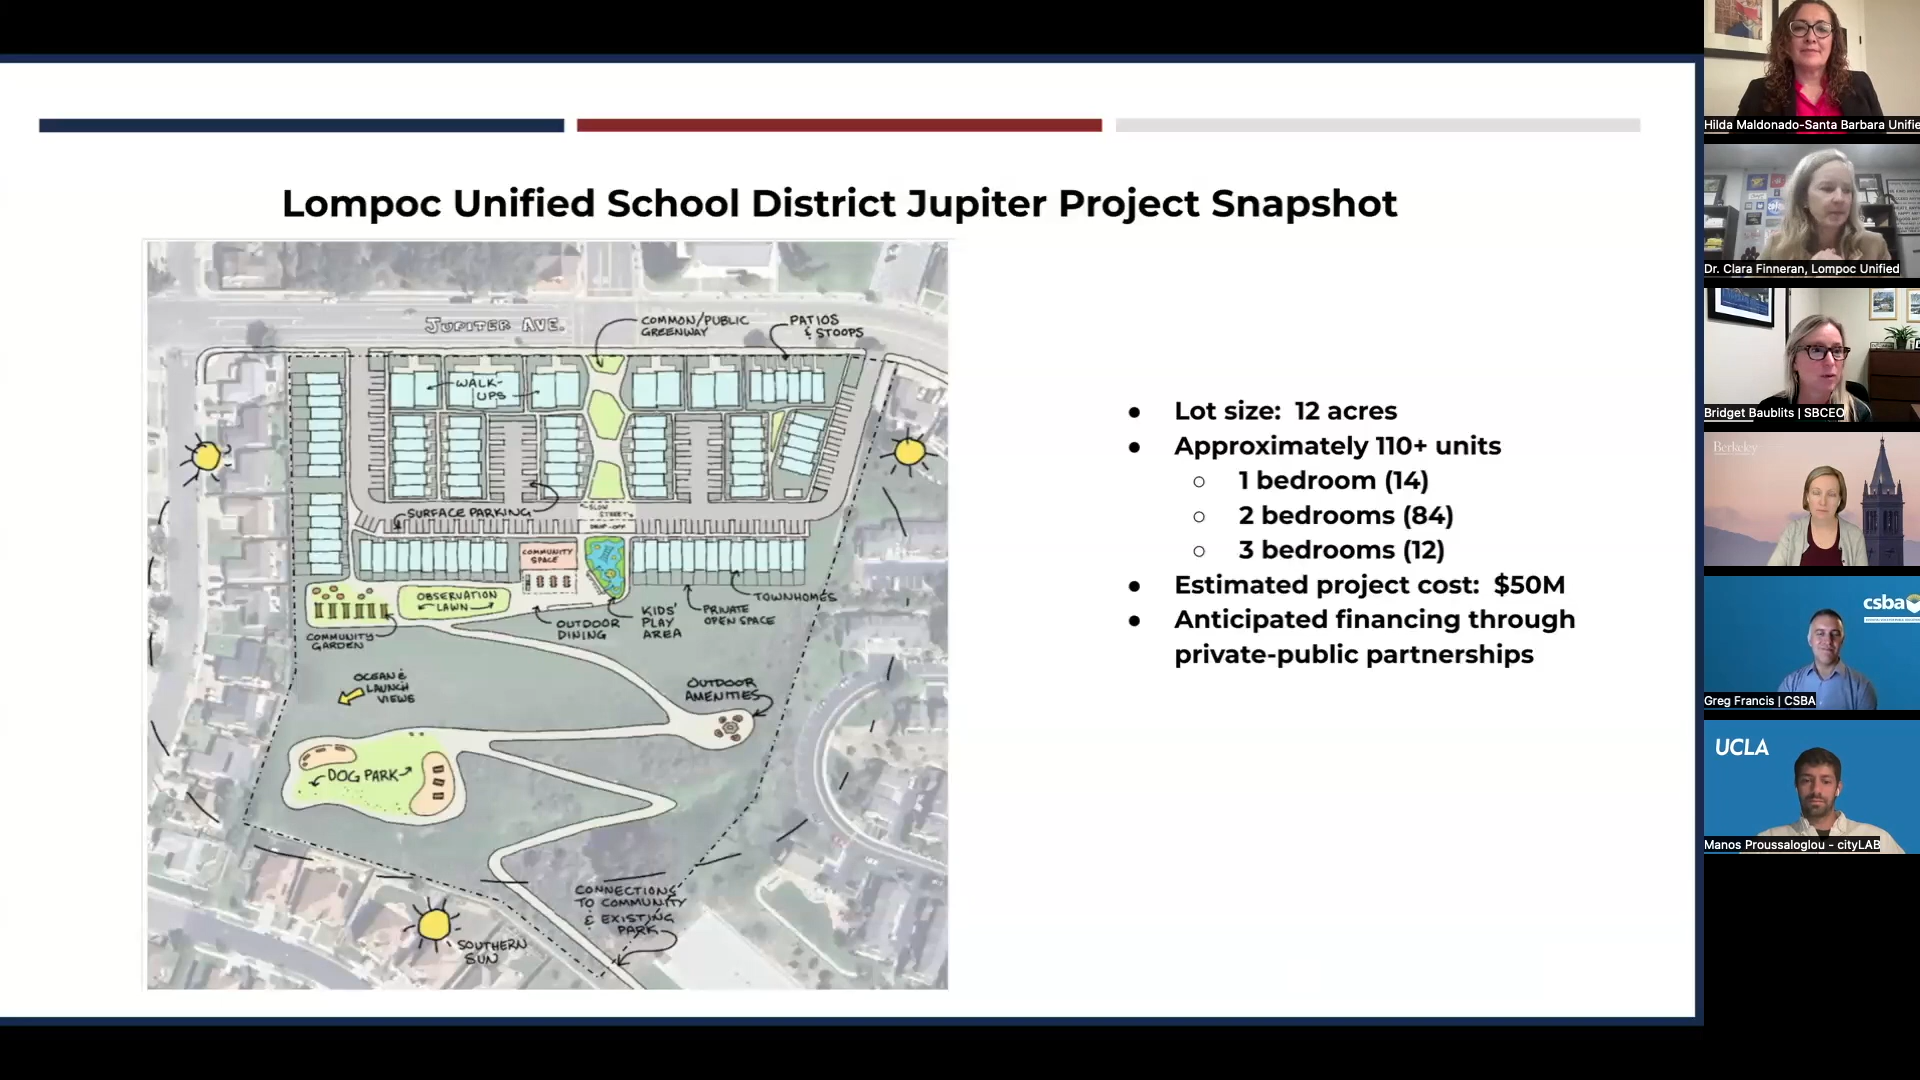 Lompoc Unified School District Jupiter Project Snapshot
JUPITER AVE.
COMMON/PUBLIC
GREENWAY
PATIOS
& STOOPS
WALK-
UPS
SURFACE PARKING
SLOW
STREET
DROP-OFF
COMMUNITY
SPACE
OBSERVATION
LAWN
COMMUNITY
GARDEN
OUTDOOR
DINING
KIDS'
PLAY
AREA
PRIVATE
OPEN SPACE
TOWNHOMES
OCEAN &
LAUNCH
VIEWS
OUTDOOR
AMENITIES
DOG PARK
CONNECTIONS
TO COMMUNITY
& EXISTING
PARK
SOUTHERN
SUN
● Lot size: 12 acres
● Approximately 110+ units
○ 1 bedroom (14)
○ 2 bedrooms (84)
○ 3 bedrooms (12)
● Estimated project cost: $50M
● Anticipated financing through
private-public partnerships
Hilda Maldonado-Santa Barbara Unifie
Dr. Clara Finneran, Lompoc Unified
Bridget Baublits | SBCEO
Berkeley
csba
Greg Francis | CSBA
UCLA
Manos Proussaloglou - cityLAB